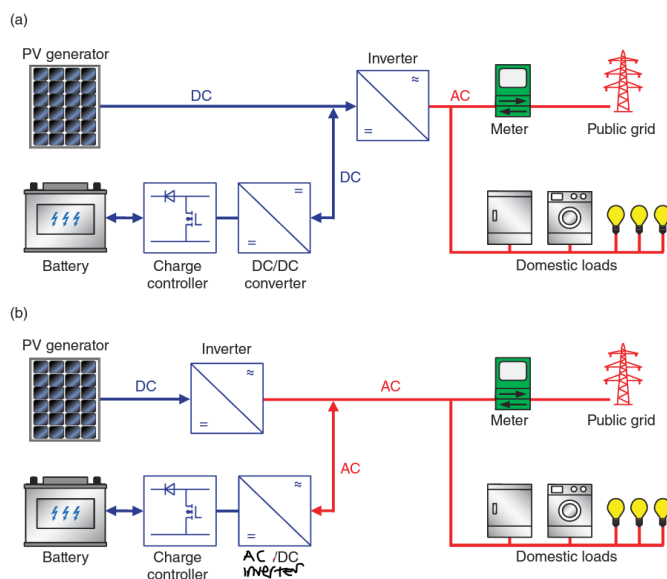 (a)
PV generator
Inverter
DC
≈
=
AC
Meter
Public grid
DC
=
=
Battery
Charge
controller
DC/DC
converter
Domestic loads
(b)
PV generator
Inverter
DC
≈
=
AC
Meter
Public grid
AC
≈
=
Battery
Charge
controller
AC /DC
inverter
Domestic loads